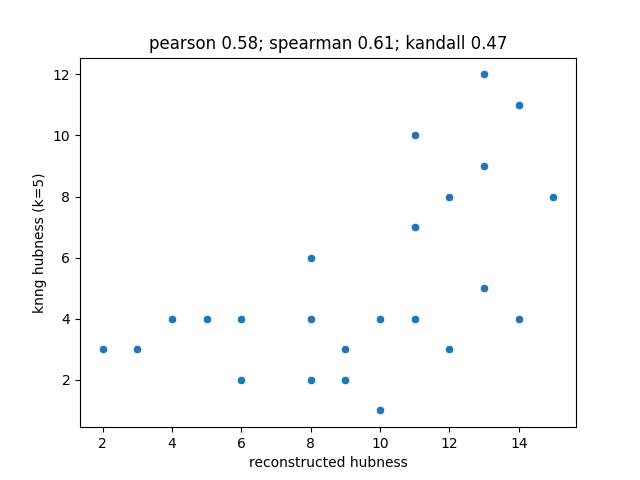 pearson 0.58; spearman 0.61; kandall 0.47
12
10
8
6
4
2
knng hubness (k=5)
2 4 6 8 10 12 14
reconstructed hubness